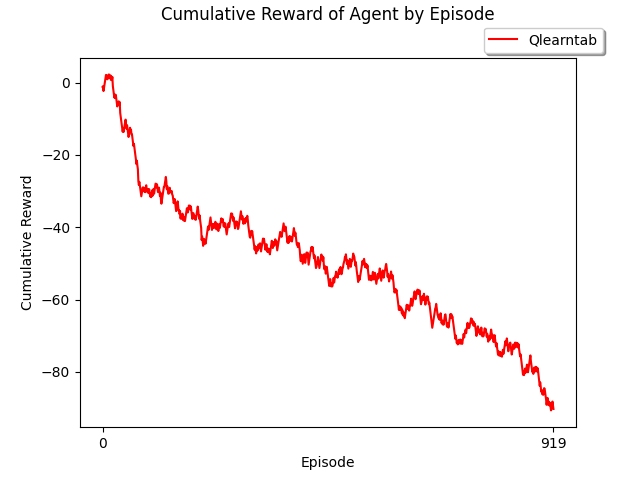 Cumulative Reward of Agent by Episode
Qlearntab
0
−20
−40
−60
−80
Cumulative Reward
0
919
Episode